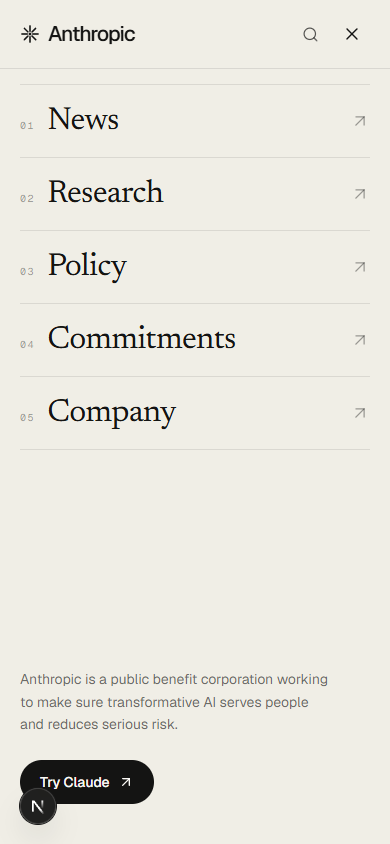 Anthropic
01 News
02 Research
03 Policy
04 Commitments
05 Company
Anthropic is a public benefit corporation working
to make sure transformative AI serves people
and reduces serious risk.
Try Claude
N